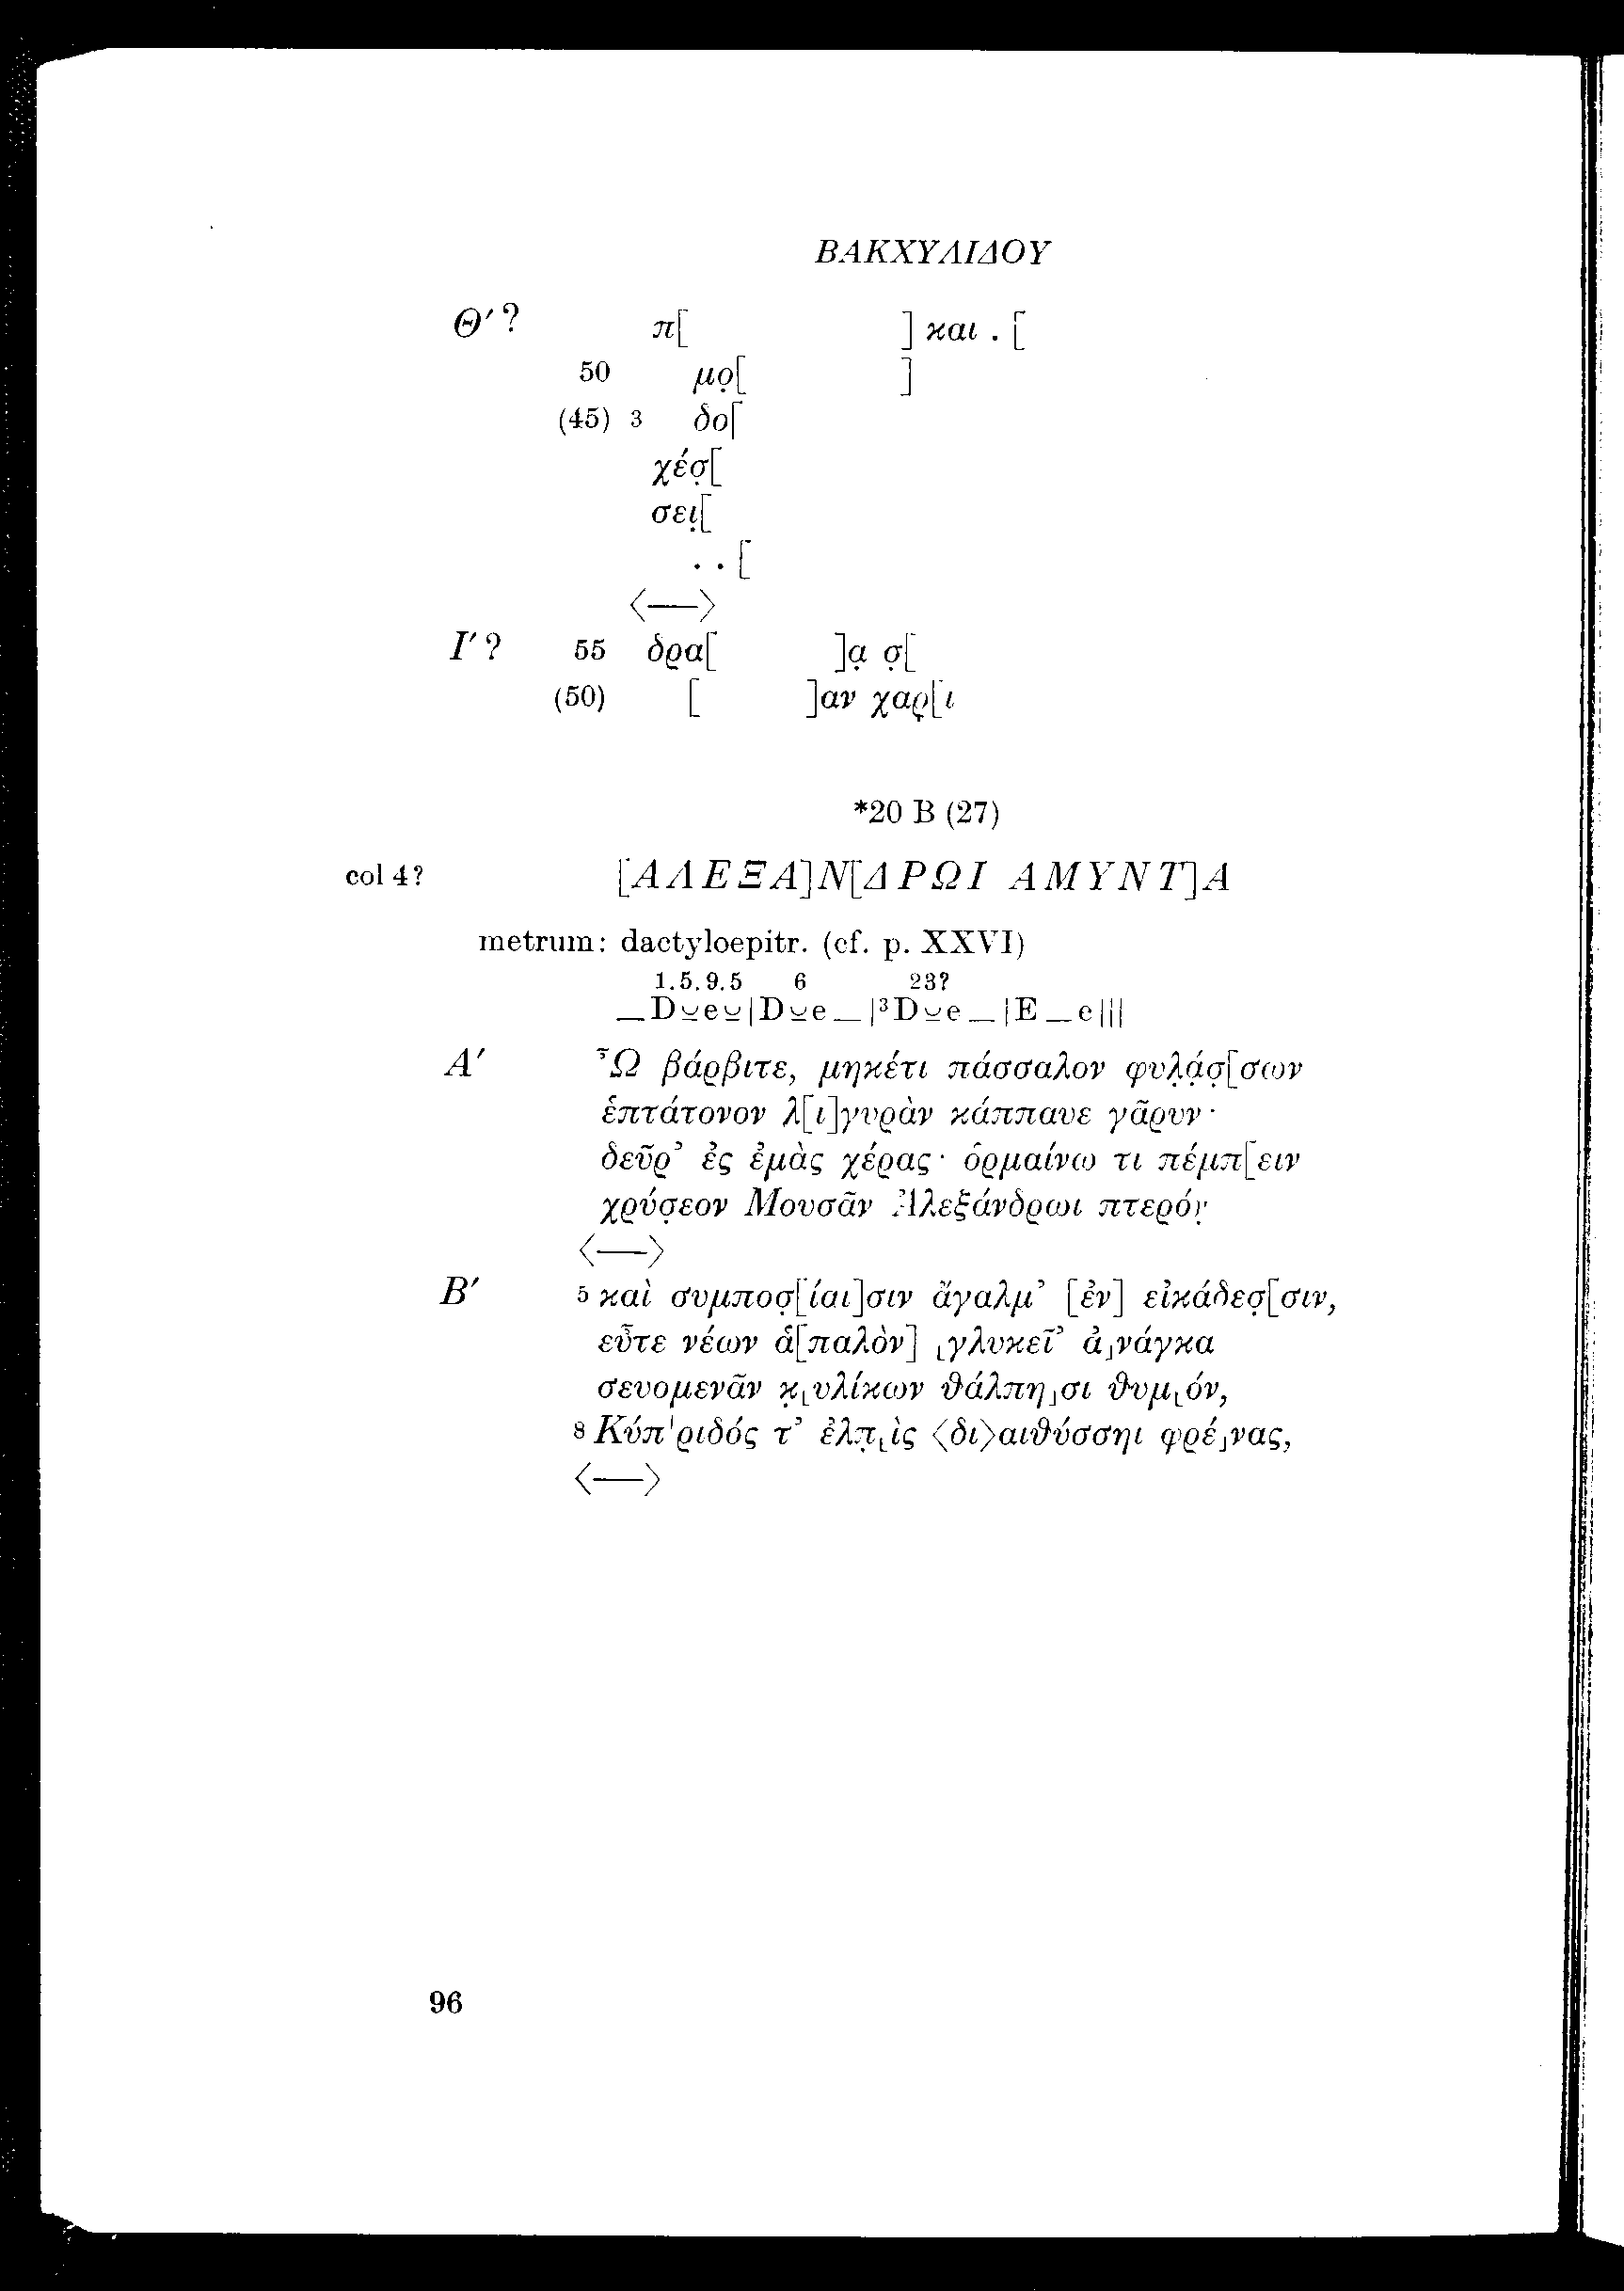 ΒΑΚΧΥΛΙΔΟΥ
Θ′? π[ ] και . [
50 μο̣[ ]
(45) 3 δο[
χέσ̣[
σει̣[
. . [
〈—〉
Ι′? 55 δρα[ ]α̣ σ̣[
(50) [ ]αν χαρ̣[ι
*20 B (27)
col 4? [ΑΛΕΞΑ]Ν[ΔΡΩΙ ΑΜΥΝΤ]Α
metrum: dactyloepitr. (cf. p. XXVI)
1.5.9.5 6 23?
—D⏓e⏓|D⏓e—|³D⏓e—|E—e|||
Α′ Ὦ βάρβιτε, μηκέτι πάσσαλον φυλ̣άσ̣[σων
ἑπτάτονον λ[ι]γυρὰν κάππαυε γᾶρυν·
δεῦρ’ ἐς ἐμὰς χέρας· ὁρμαίνω τι πέμπ[ειν
χρύσ̣εον Μουσᾶν Ἀλεξάνδρωι πτερόν̣
〈—〉
Β′ 5 καὶ συμποσ̣[ίαι]σιν ἄγαλμ’ [ἐν] εἰκάδεσ̣[σιν,
εὖτε νέων ἁ[παλὸν] ⸤γλυκεῖ’ ἀ⸥νάγκα
σευομενᾶν κ̣⸤υλίκων θάλπη⸥σι θυμ⸤όν,
8 Κύπ'ριδός τ’ ἐλπ̣⸤ὶς 〈δι〉αιθύσσηι φρέ⸥νας,
〈—〉
96